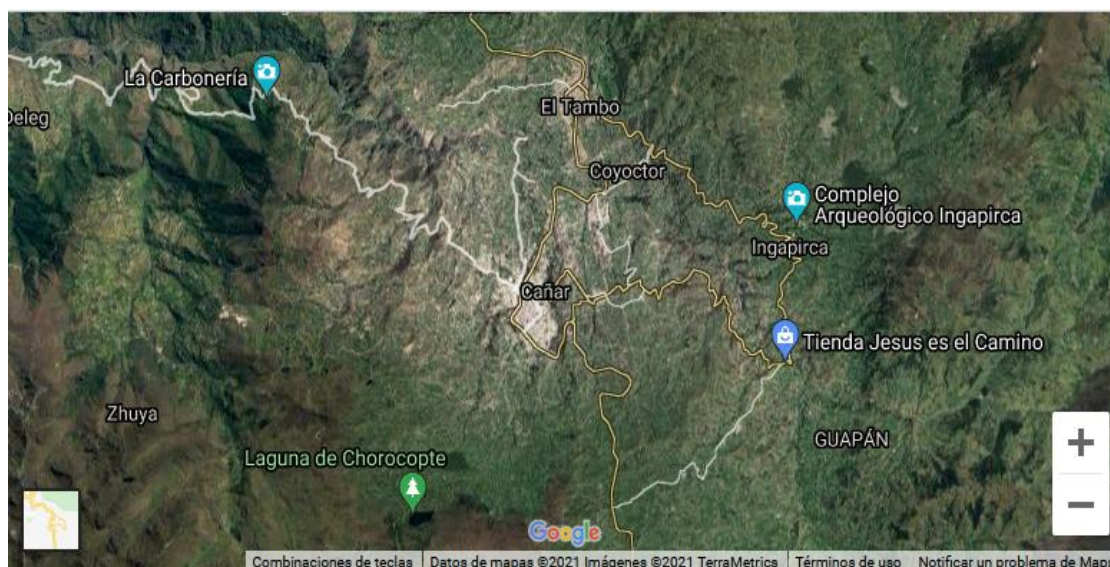 La Carbonería
El Tambo
Deleg
Coyoctor
Complejo
Arqueológico Ingapirca
Ingapirca
Cañar
Tienda Jesus es el Camino
Zhuya
GUAPÁN
Laguna de Chorocopte
+
−
Google
Combinaciones de teclas
Datos de mapas ©2021 Imágenes ©2021 TerraMetrics
Términos de uso
Notificar un problema de Map